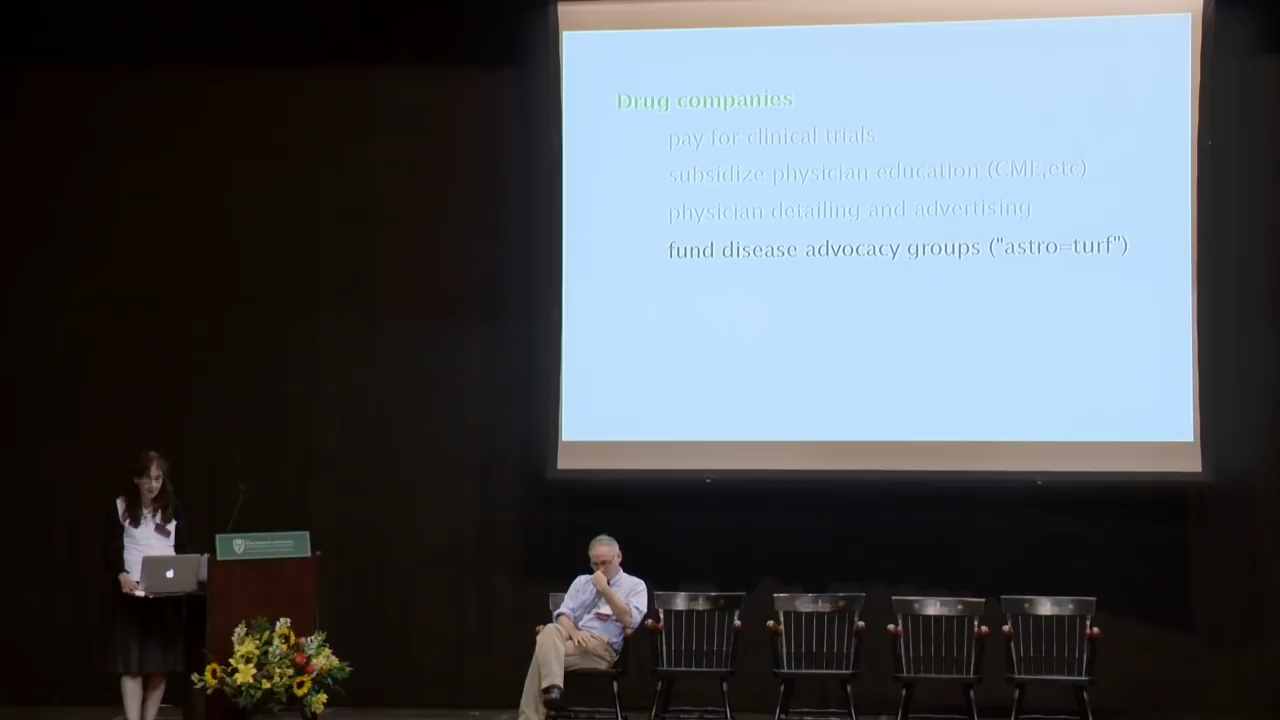 Drug companies
pay for clinical trials
subsidize physician education (CME,etc)
physician detailing and advertising
fund disease advocacy groups ("astro=turf")